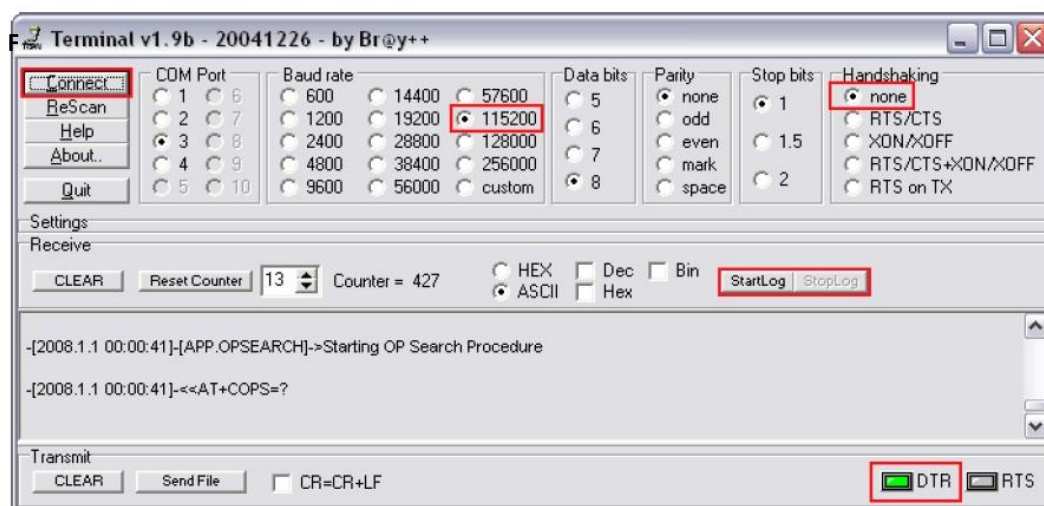 F
Terminal v1.9b - 20041226 - by Br@y++
Connect
ReScan
Help
About..
Quit
COM Port
1 6
2 7
3 8
4 9
5 10
Baud rate
600 14400 57600
1200 19200 115200
2400 28800 128000
4800 38400 256000
9600 56000 custom
Data bits
5
6
7
8
Parity
none
odd
even
mark
space
Stop bits
1
1.5
2
Handshaking
none
RTS/CTS
XON/XOFF
RTS/CTS+XON/XOFF
RTS on TX
Settings
Receive
CLEAR Reset Counter 13 Counter = 427
HEX Dec Bin
ASCII Hex
StartLog StopLog
-[2008.1.1 00:00:41]-[APP.OPSEARCH]->Starting OP Search Procedure
-[2008.1.1 00:00:41]-<<AT+COPS=?
Transmit
CLEAR Send File CR=CR+LF DTR RTS